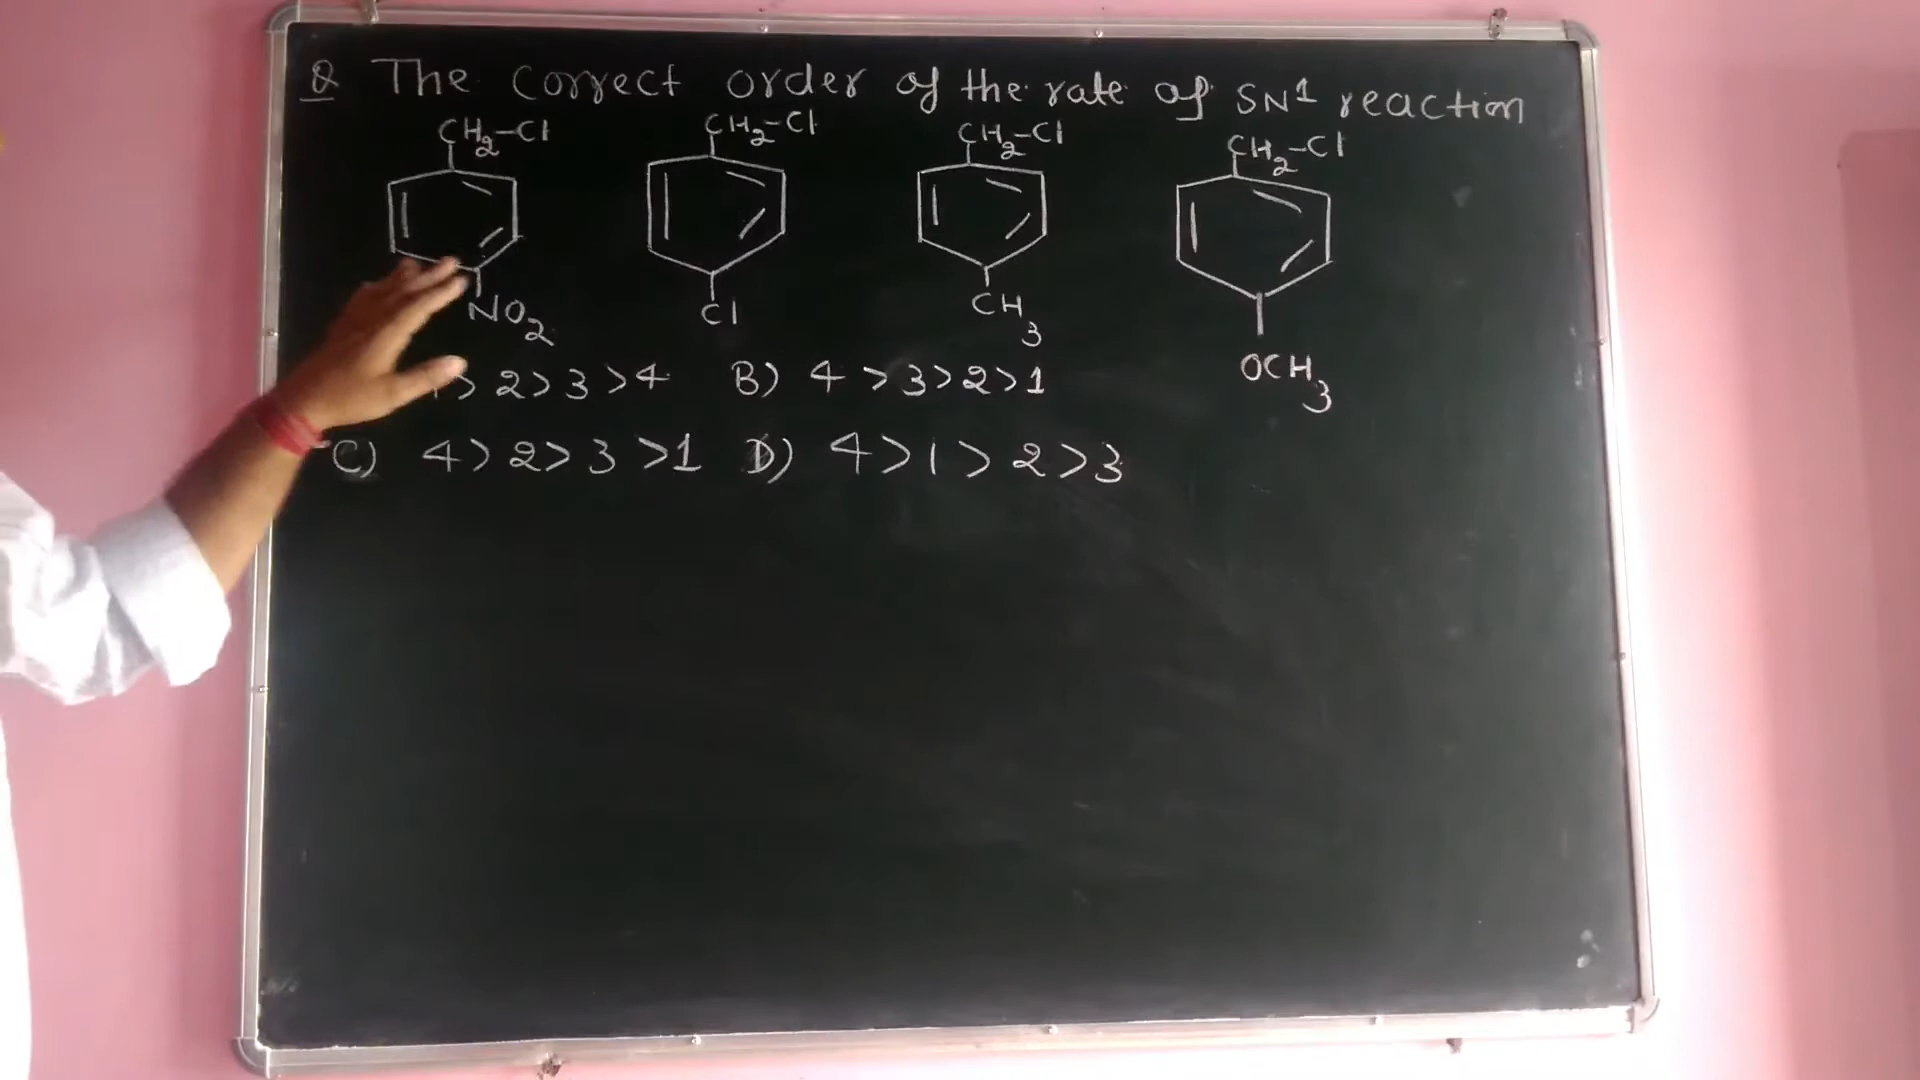 Q The Correct order of the rate of SN1 reaction
CH2-Cl CH2-Cl CH2-Cl CH2-Cl
NO2 Cl CH3 OCH3
> 2 > 3 > 4 B) 4 > 3 > 2 > 1
C) 4 > 2 > 3 > 1 D) 4 > 1 > 2 > 3